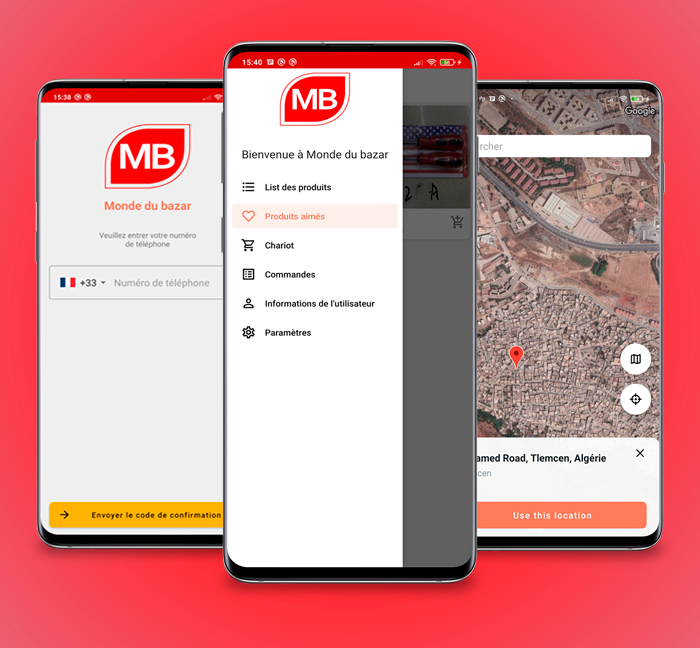 15:38
MB
Monde du bazar
Veuillez entrer votre numéro
de téléphone
+33
Numéro de téléphone
Envoyer le code de confirmation
15:40
MB
Bienvenue à Monde du bazar
List des produits
Produits aimés
Chariot
Commandes
Informations de l'utilisateur
Paramètres
2" A
Google
rcher
amed Road, Tlemcen, Algérie
cen
Use this location